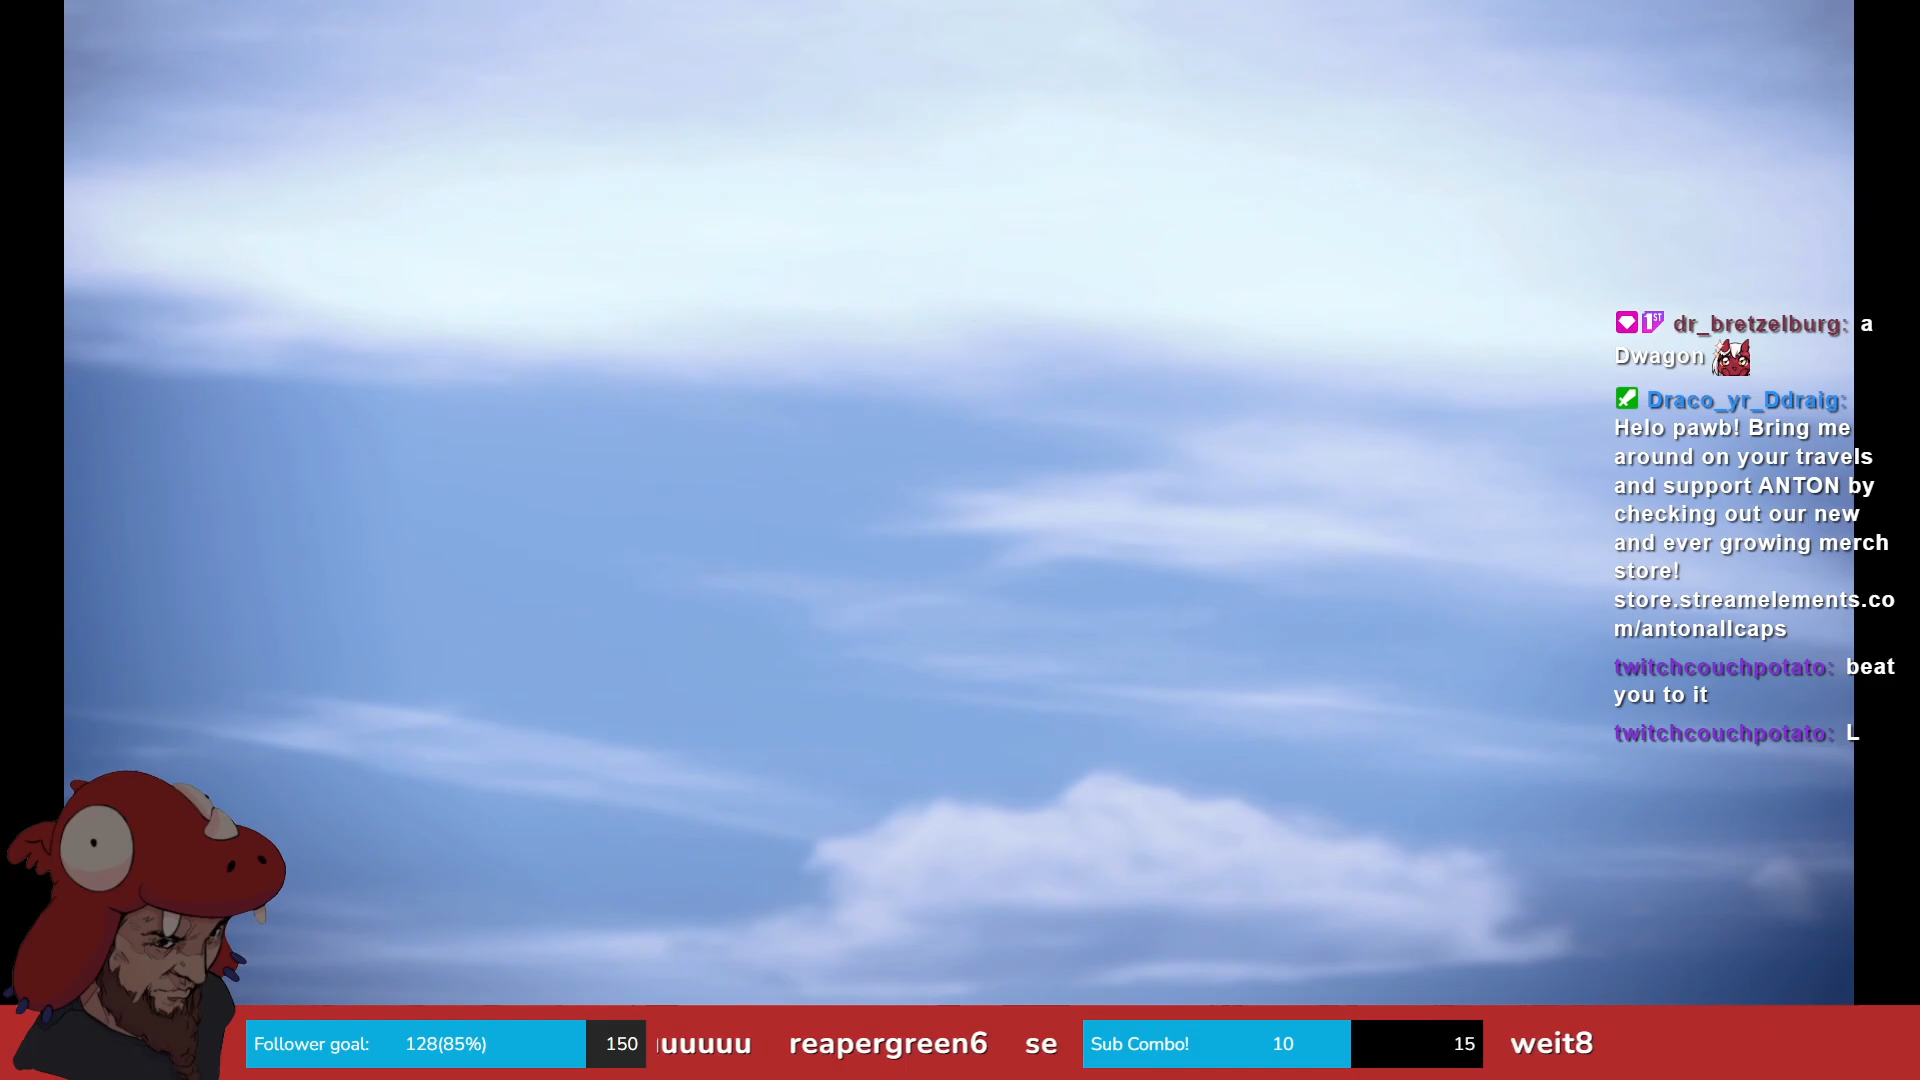 dr_bretzelburg: a
Dwagon
Draco_yr_Ddraig:
Helo pawb! Bring me
around on your travels
and support ANTON by
checking out our new
and ever growing merch
store!
store.streamelements.co
m/antonallcaps
twitchcouchpotato: beat
you to it
twitchcouchpotato: L
Follower goal: 128(85%) 150 uuuuu reapergreen6 se Sub Combo! 10 15 weit8